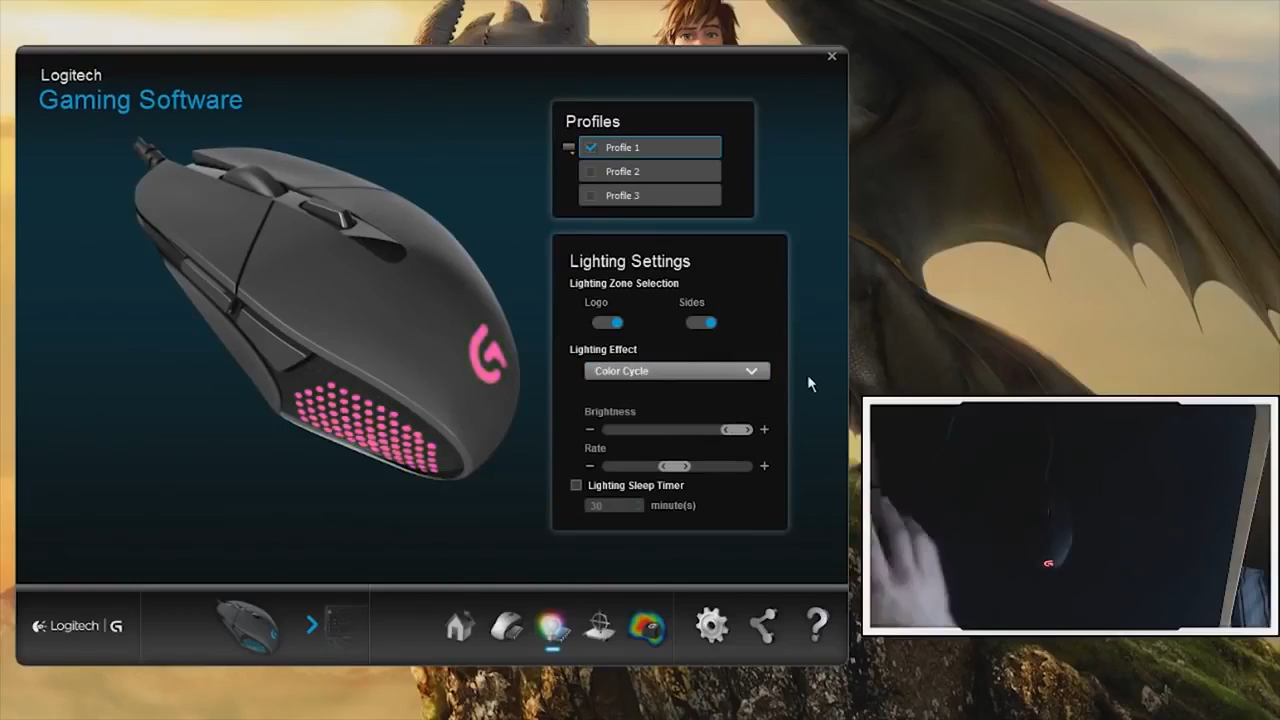 Logitech
Gaming Software
Profiles
Profile 1
Profile 2
Profile 3
Lighting Settings
Lighting Zone Selection
Logo Sides
Lighting Effect
Color Cycle
Brightness
Rate
Lighting Sleep Timer
30 minute(s)
Logitech | G